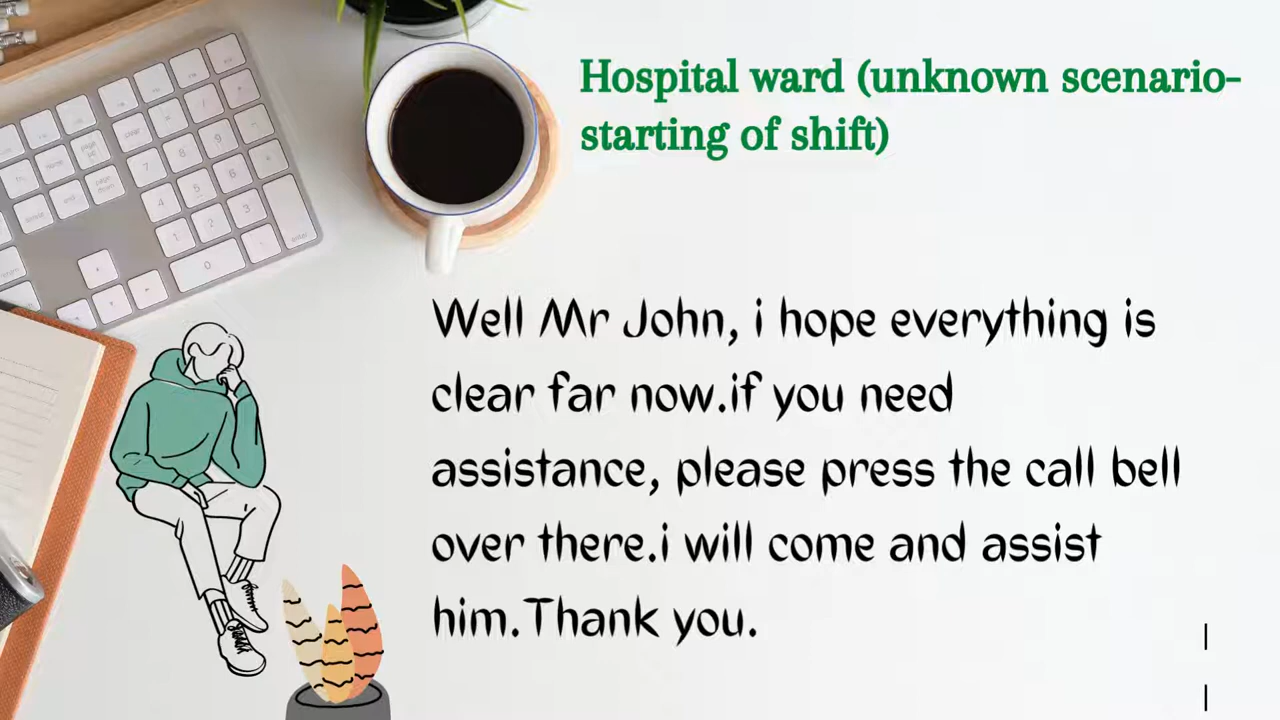 Hospital ward (unknown scenario-
starting of shift)
Well Mr John, i hope everything is
clear far now.if you need
assistance, please press the call bell
over there.i will come and assist
him.Thank you.